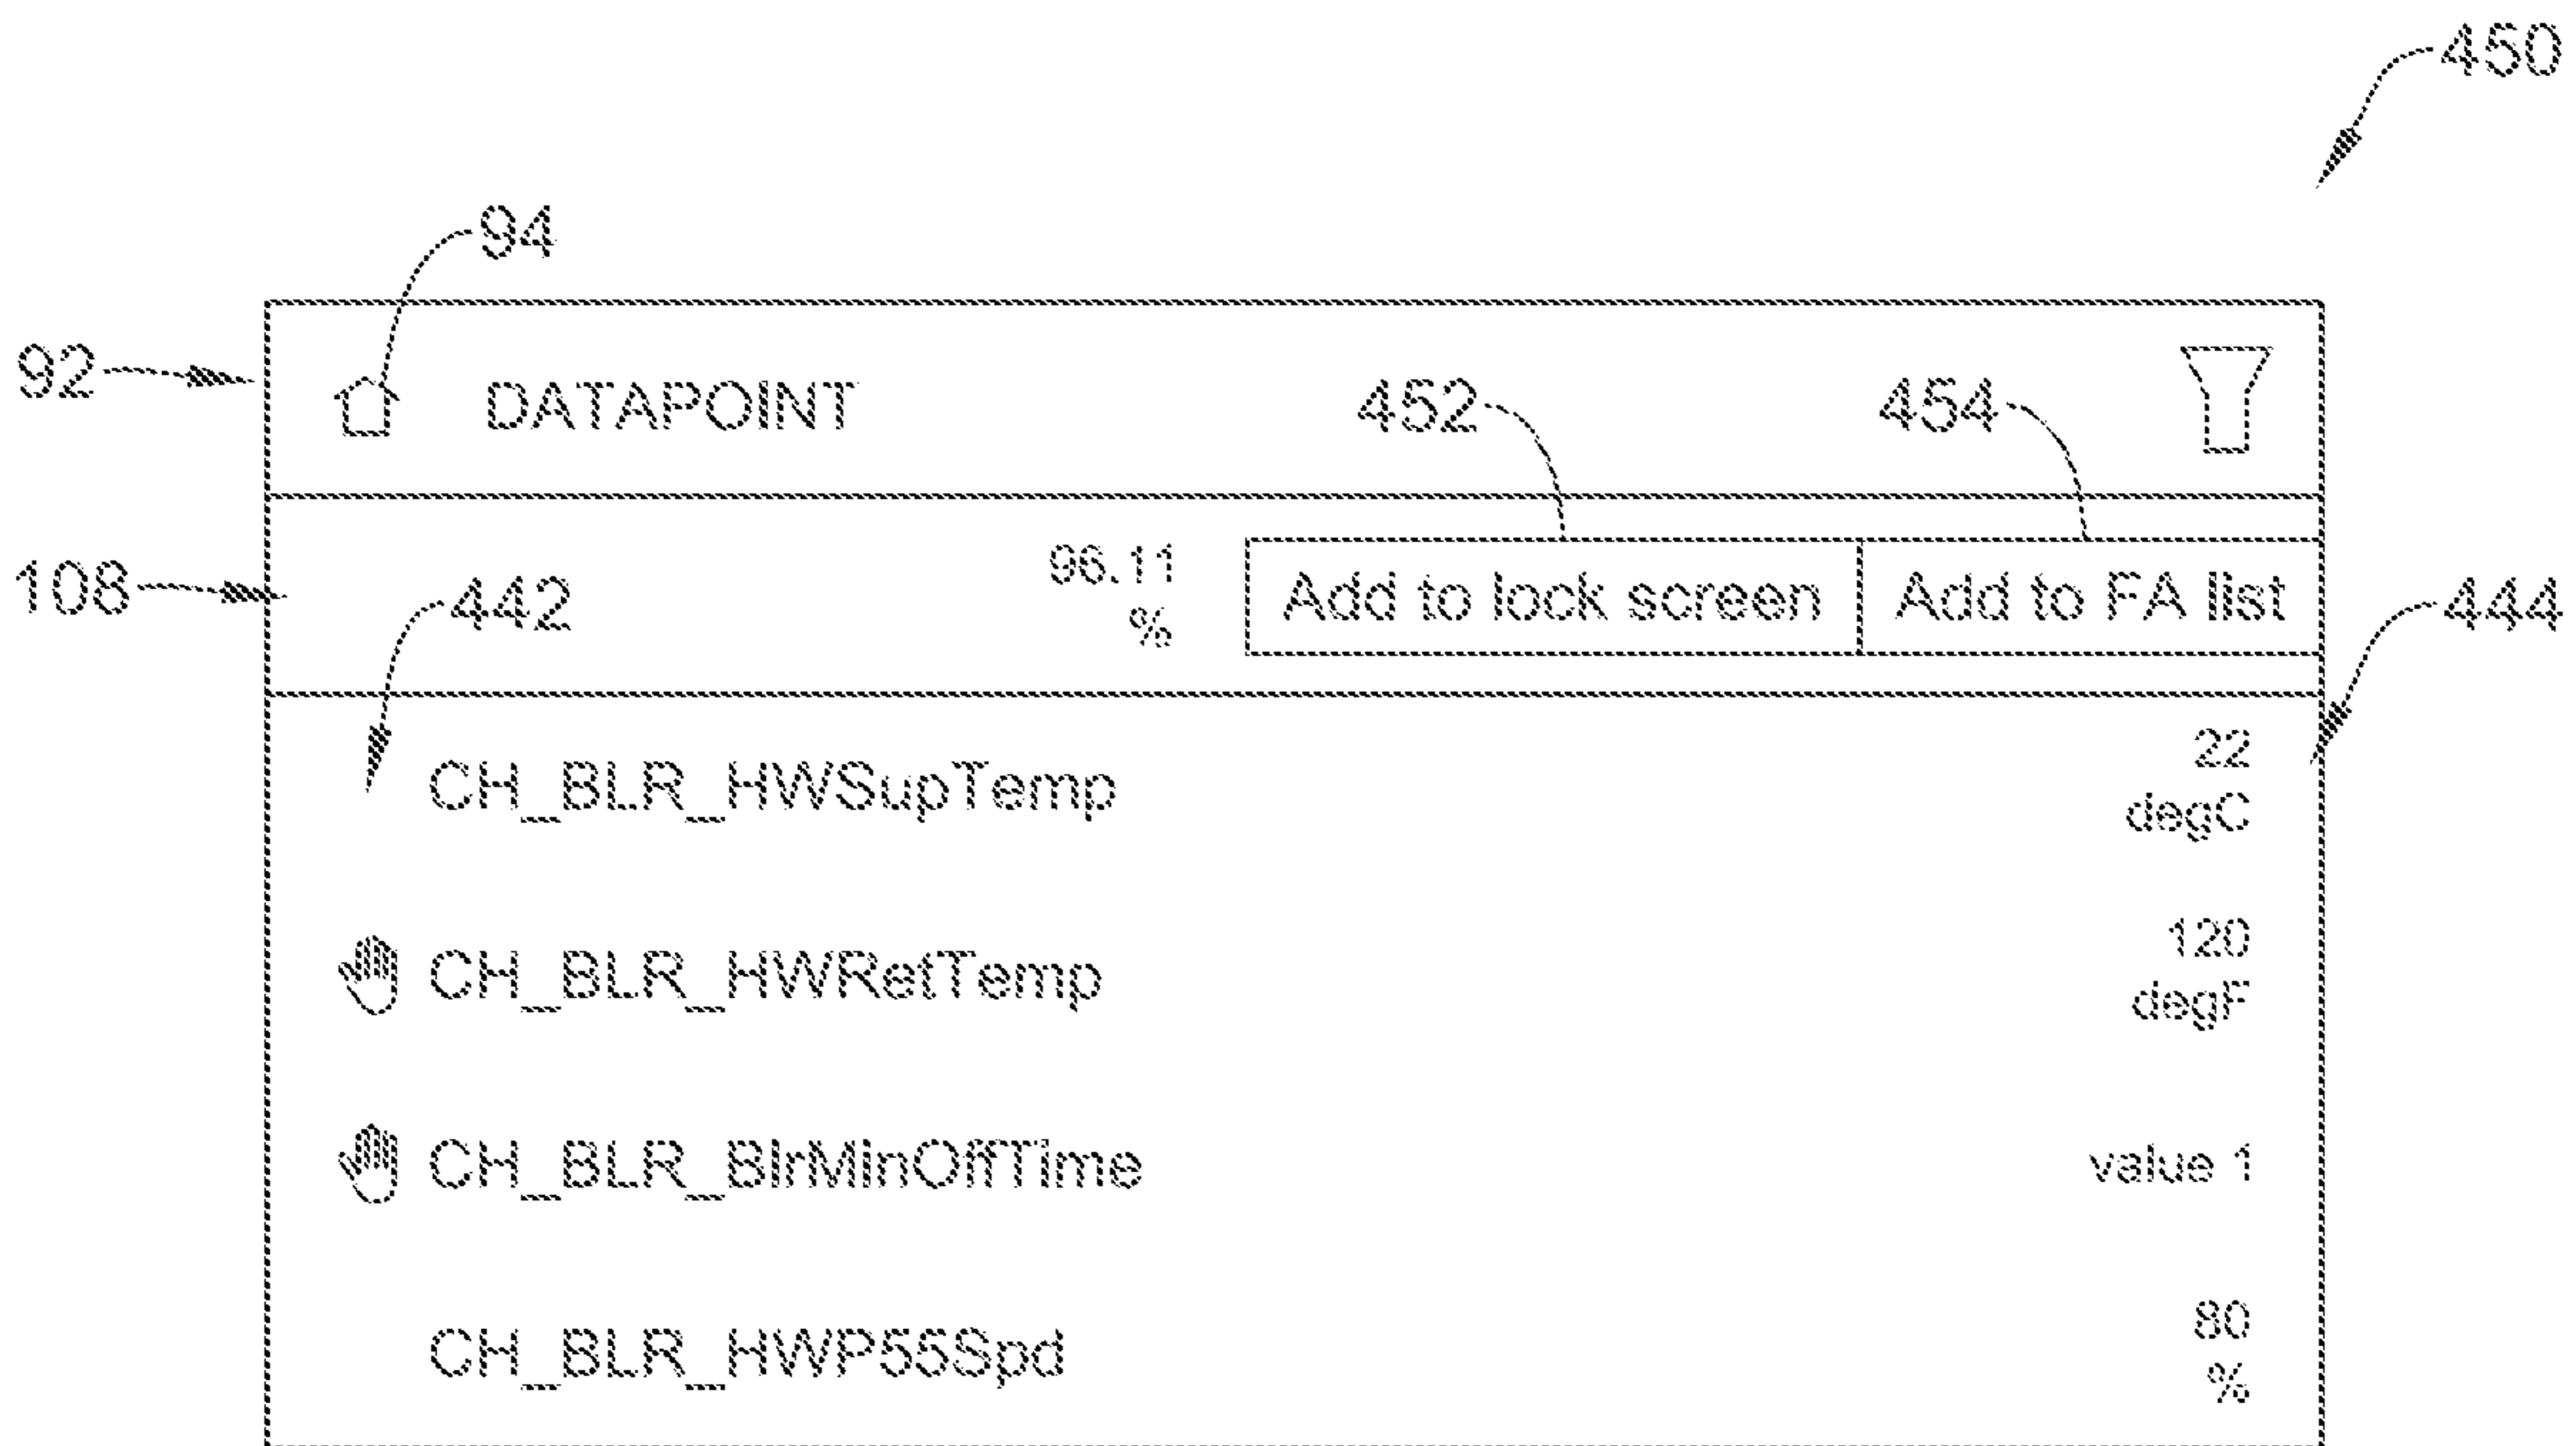 450
94
92
DATAPOINT
452
454
108
442
96.11
%
Add to lock screen
Add to FA list
444
CH_BLR_HWSupTemp
22
degC
CH_BLR_HWRetTemp
120
degF
CH_BLR_BlrMinOffTime
value 1
CH_BLR_HWP55Spd
80
%